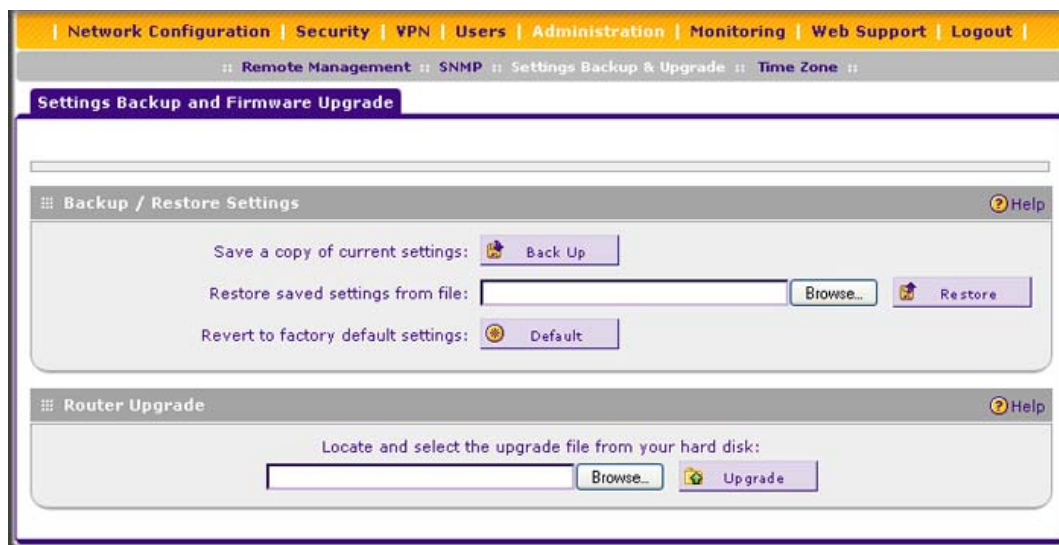 | Network Configuration | Security | VPN | Users | Administration | Monitoring | Web Support | Logout |
:: Remote Management :: SNMP :: Settings Backup & Upgrade :: Time Zone ::
Settings Backup and Firmware Upgrade
Backup / Restore Settings
Help
Save a copy of current settings: Back Up
Restore saved settings from file: Browse... Restore
Revert to factory default settings: Default
Router Upgrade
Help
Locate and select the upgrade file from your hard disk:
Browse... Upgrade